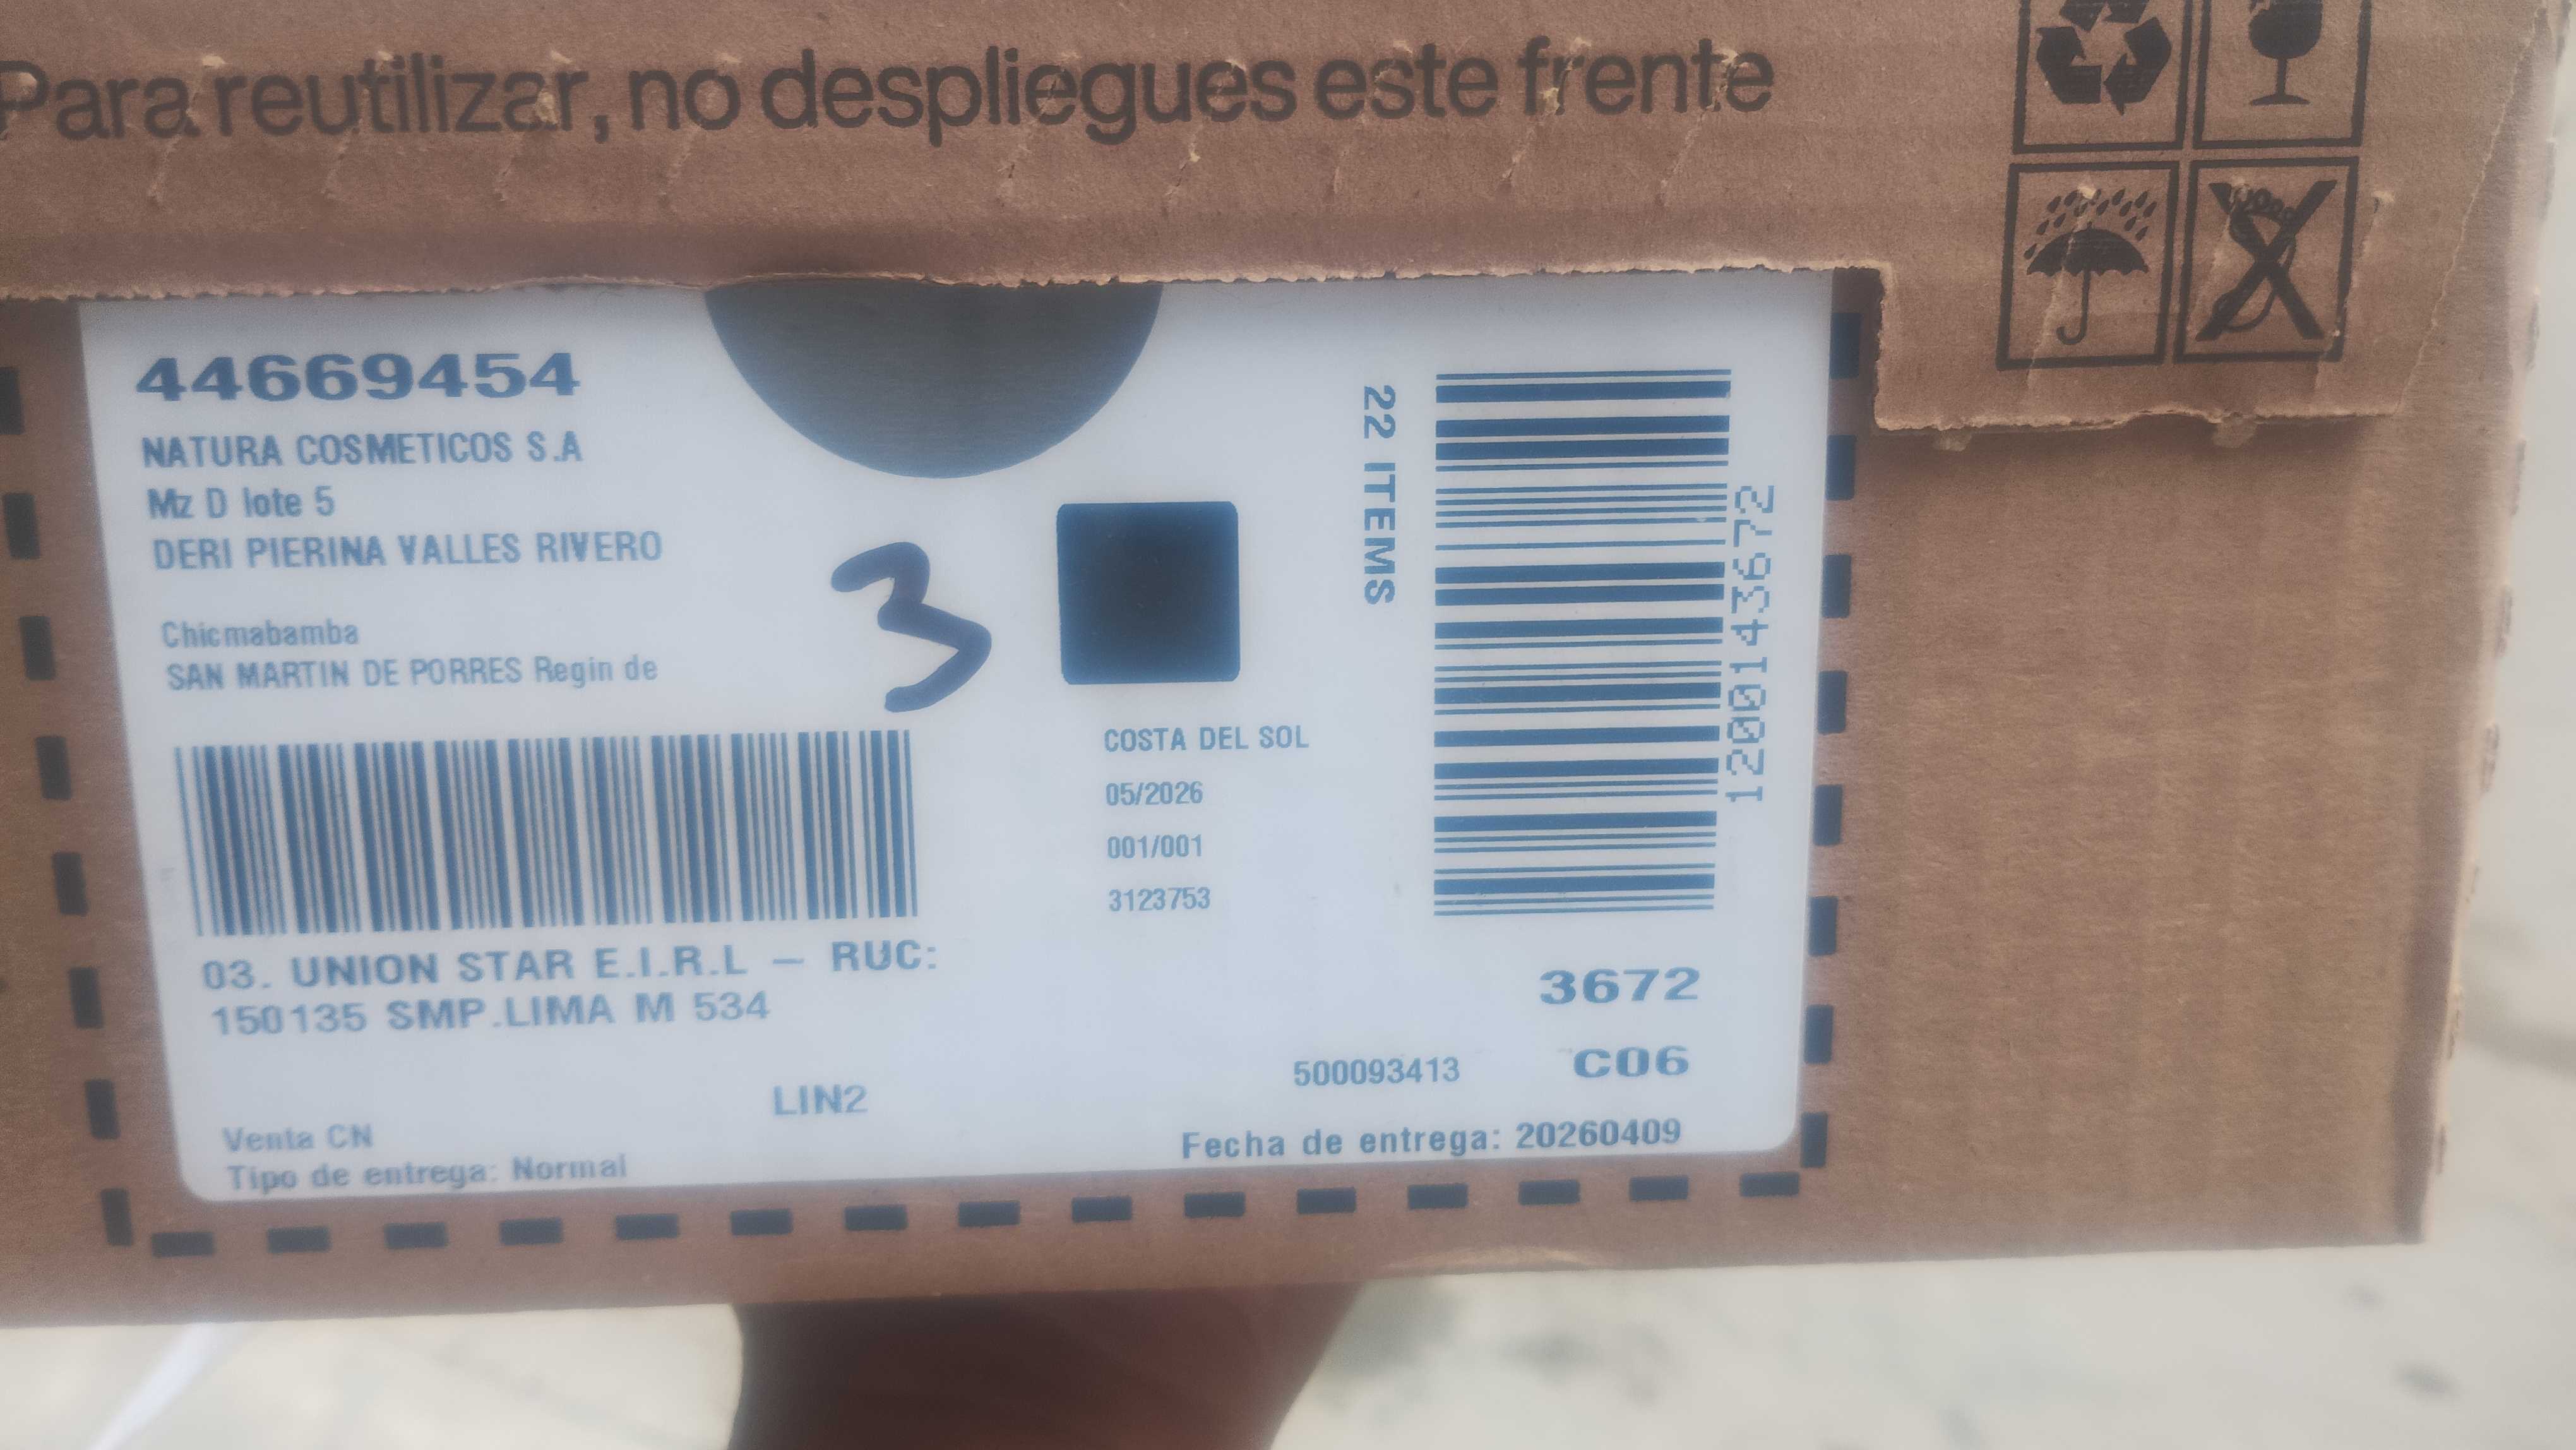 Para reutilizar, no despliegues este frente
44669454
NATURA COSMETICOS S.A
Mz D lote 5
DERI PIERINA VALLES RIVERO
Chicmabamba
SAN MARTIN DE PORRES Regin de
3
22 ITEMS
120014 3672
COSTA DEL SOL
05/2026
001/001
3123753
03. UNION STAR E.I.R.L – RUC:
150135 SMP.LIMA M 534
3672
500093413 C06
LIN2
Venta CN
Tipo de entrega: Normal
Fecha de entrega: 20260409